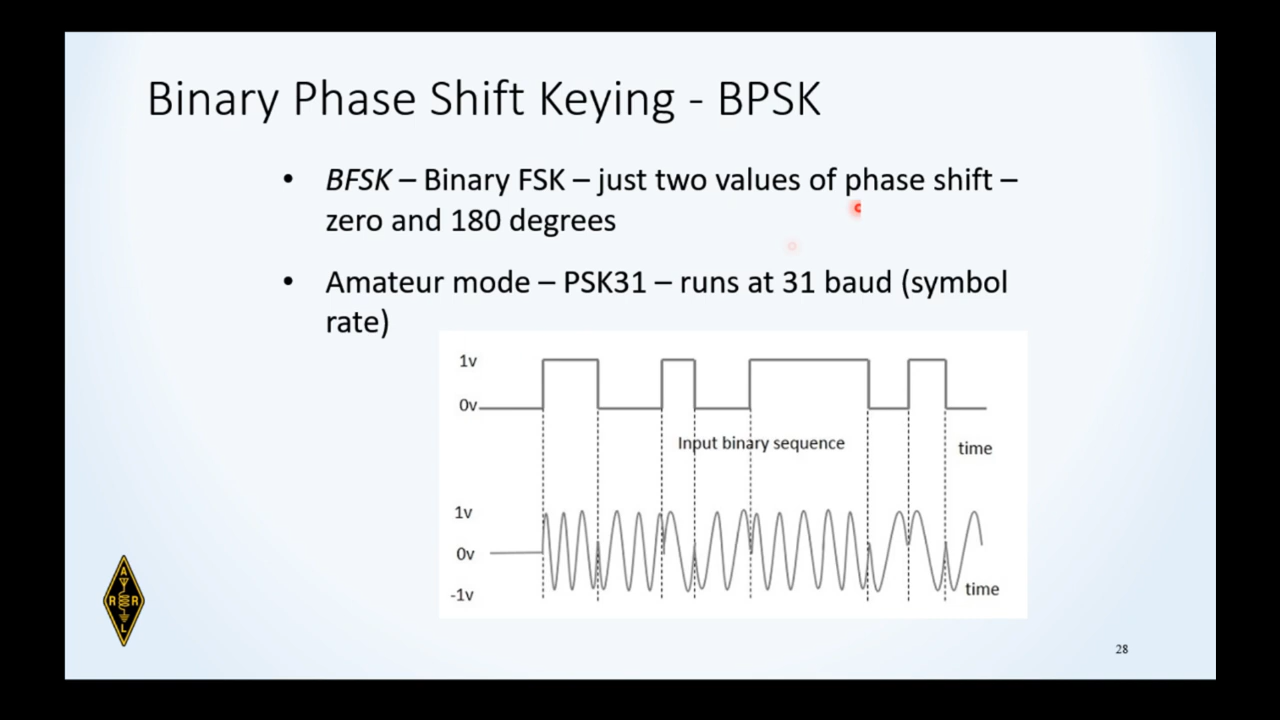 Binary Phase Shift Keying - BPSK
• BFSK – Binary FSK – just two values of phase shift –
zero and 180 degrees
• Amateur mode – PSK31 – runs at 31 baud (symbol
rate)
1v
0v
Input binary sequence
time
1v
0v
-1v
time
A
R R
L
28